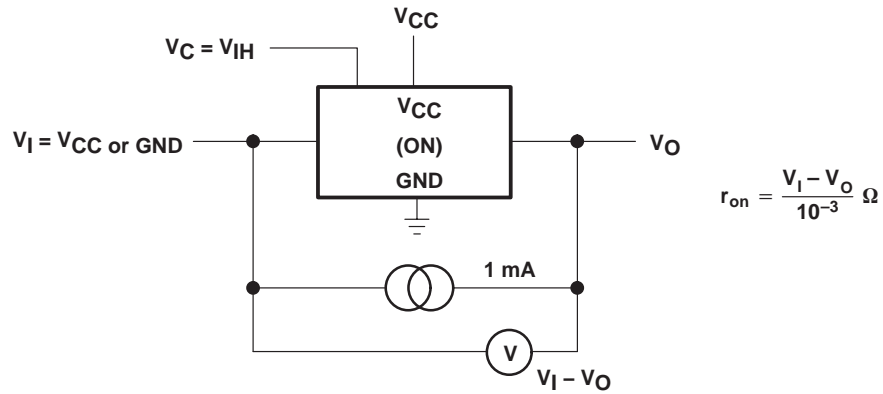 VCC
VC = VIH
VCC
VI = VCC or GND
(ON)
VO
GND
ron = VI – VO / 10–3 Ω
1 mA
V
VI – VO